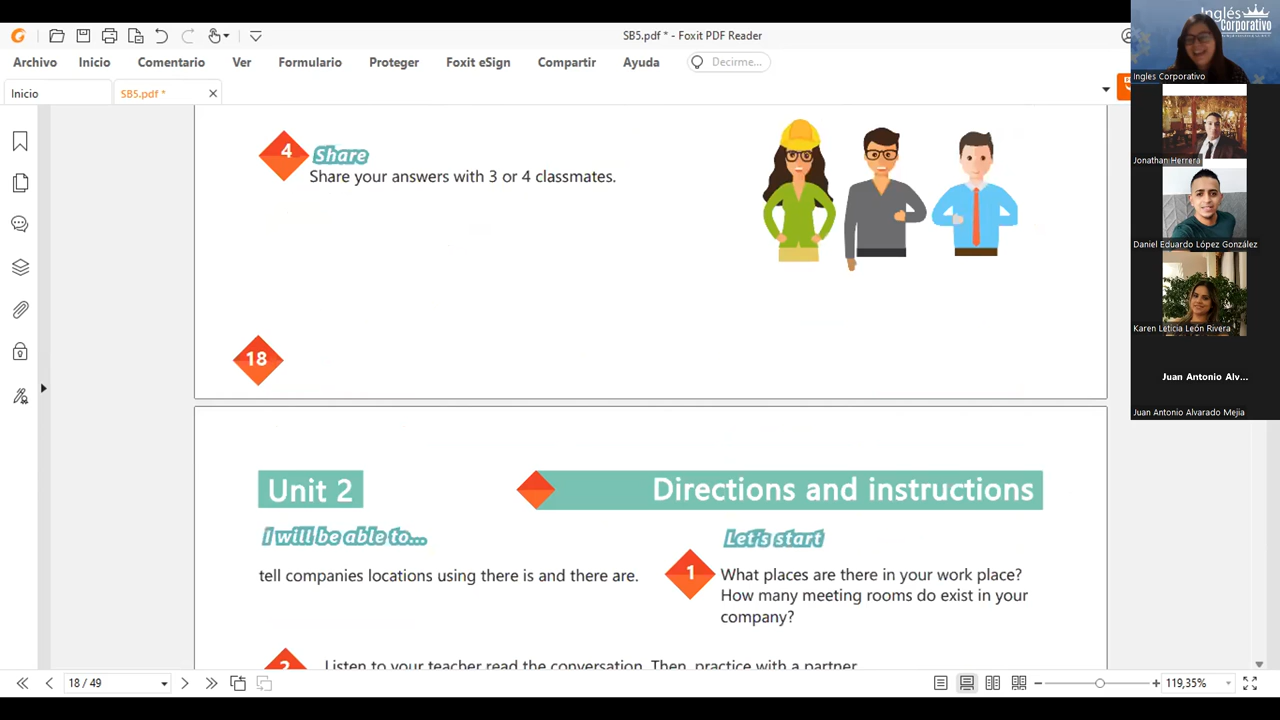 SB5.pdf * - Foxit PDF Reader
Archivo Inicio Comentario Ver Formulario Proteger Foxit eSign Compartir Ayuda Decirme...
Inicio SB5.pdf *
4 Share
Share your answers with 3 or 4 classmates.
18
Unit 2 Directions and instructions
I will be able to...
tell companies locations using there is and there are.
Let's start
1 What places are there in your work place?
How many meeting rooms do exist in your
company?
2 Listen to your teacher read the conversation. Then, practice with a partner
18 / 49
119,35%
Inglés
Corporativo
Ingles Corporativo
Jonathan Herrera
Daniel Eduardo López González
Karen Leticia León Rivera
Juan Antonio Alv...
Juan Antonio Alvarado Mejia